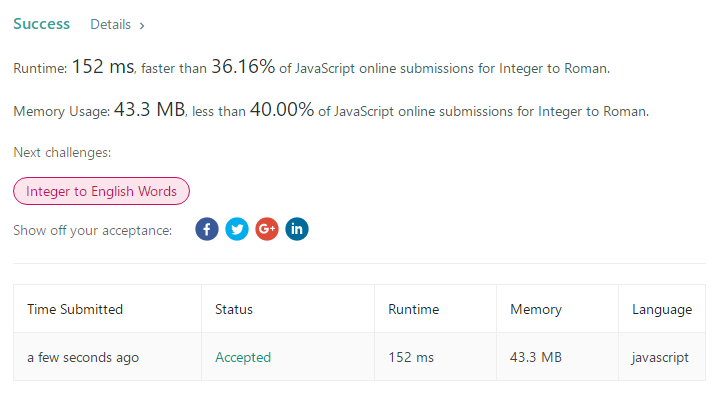 Success Details ›
Runtime: 152 ms, faster than 36.16% of JavaScript online submissions for Integer to Roman.
Memory Usage: 43.3 MB, less than 40.00% of JavaScript online submissions for Integer to Roman.
Next challenges:
Integer to English Words
Show off your acceptance: f G+ in
Time Submitted Status Runtime Memory Language
a few seconds ago Accepted 152 ms 43.3 MB javascript